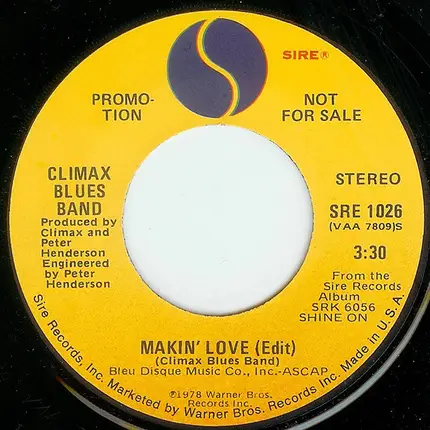 SIRE®
PROMO-
TION
NOT
FOR SALE
CLIMAX
BLUES
BAND
Produced by
Climax and
Peter
Henderson
Engineered
by Peter
Henderson
STEREO
SRE 1026
(VAA 7809)S
3:30
From the
Sire Records
Album
SRK 6056
SHINE ON
MAKIN' LOVE (Edit)
(Climax Blues Band)
Bleu Disque Music Co., Inc.-ASCAP
℗1978 Warner Bros.
Records Inc.
Sire Records, Inc. Marketed by Warner Bros. Records Inc. Made in U.S.A.